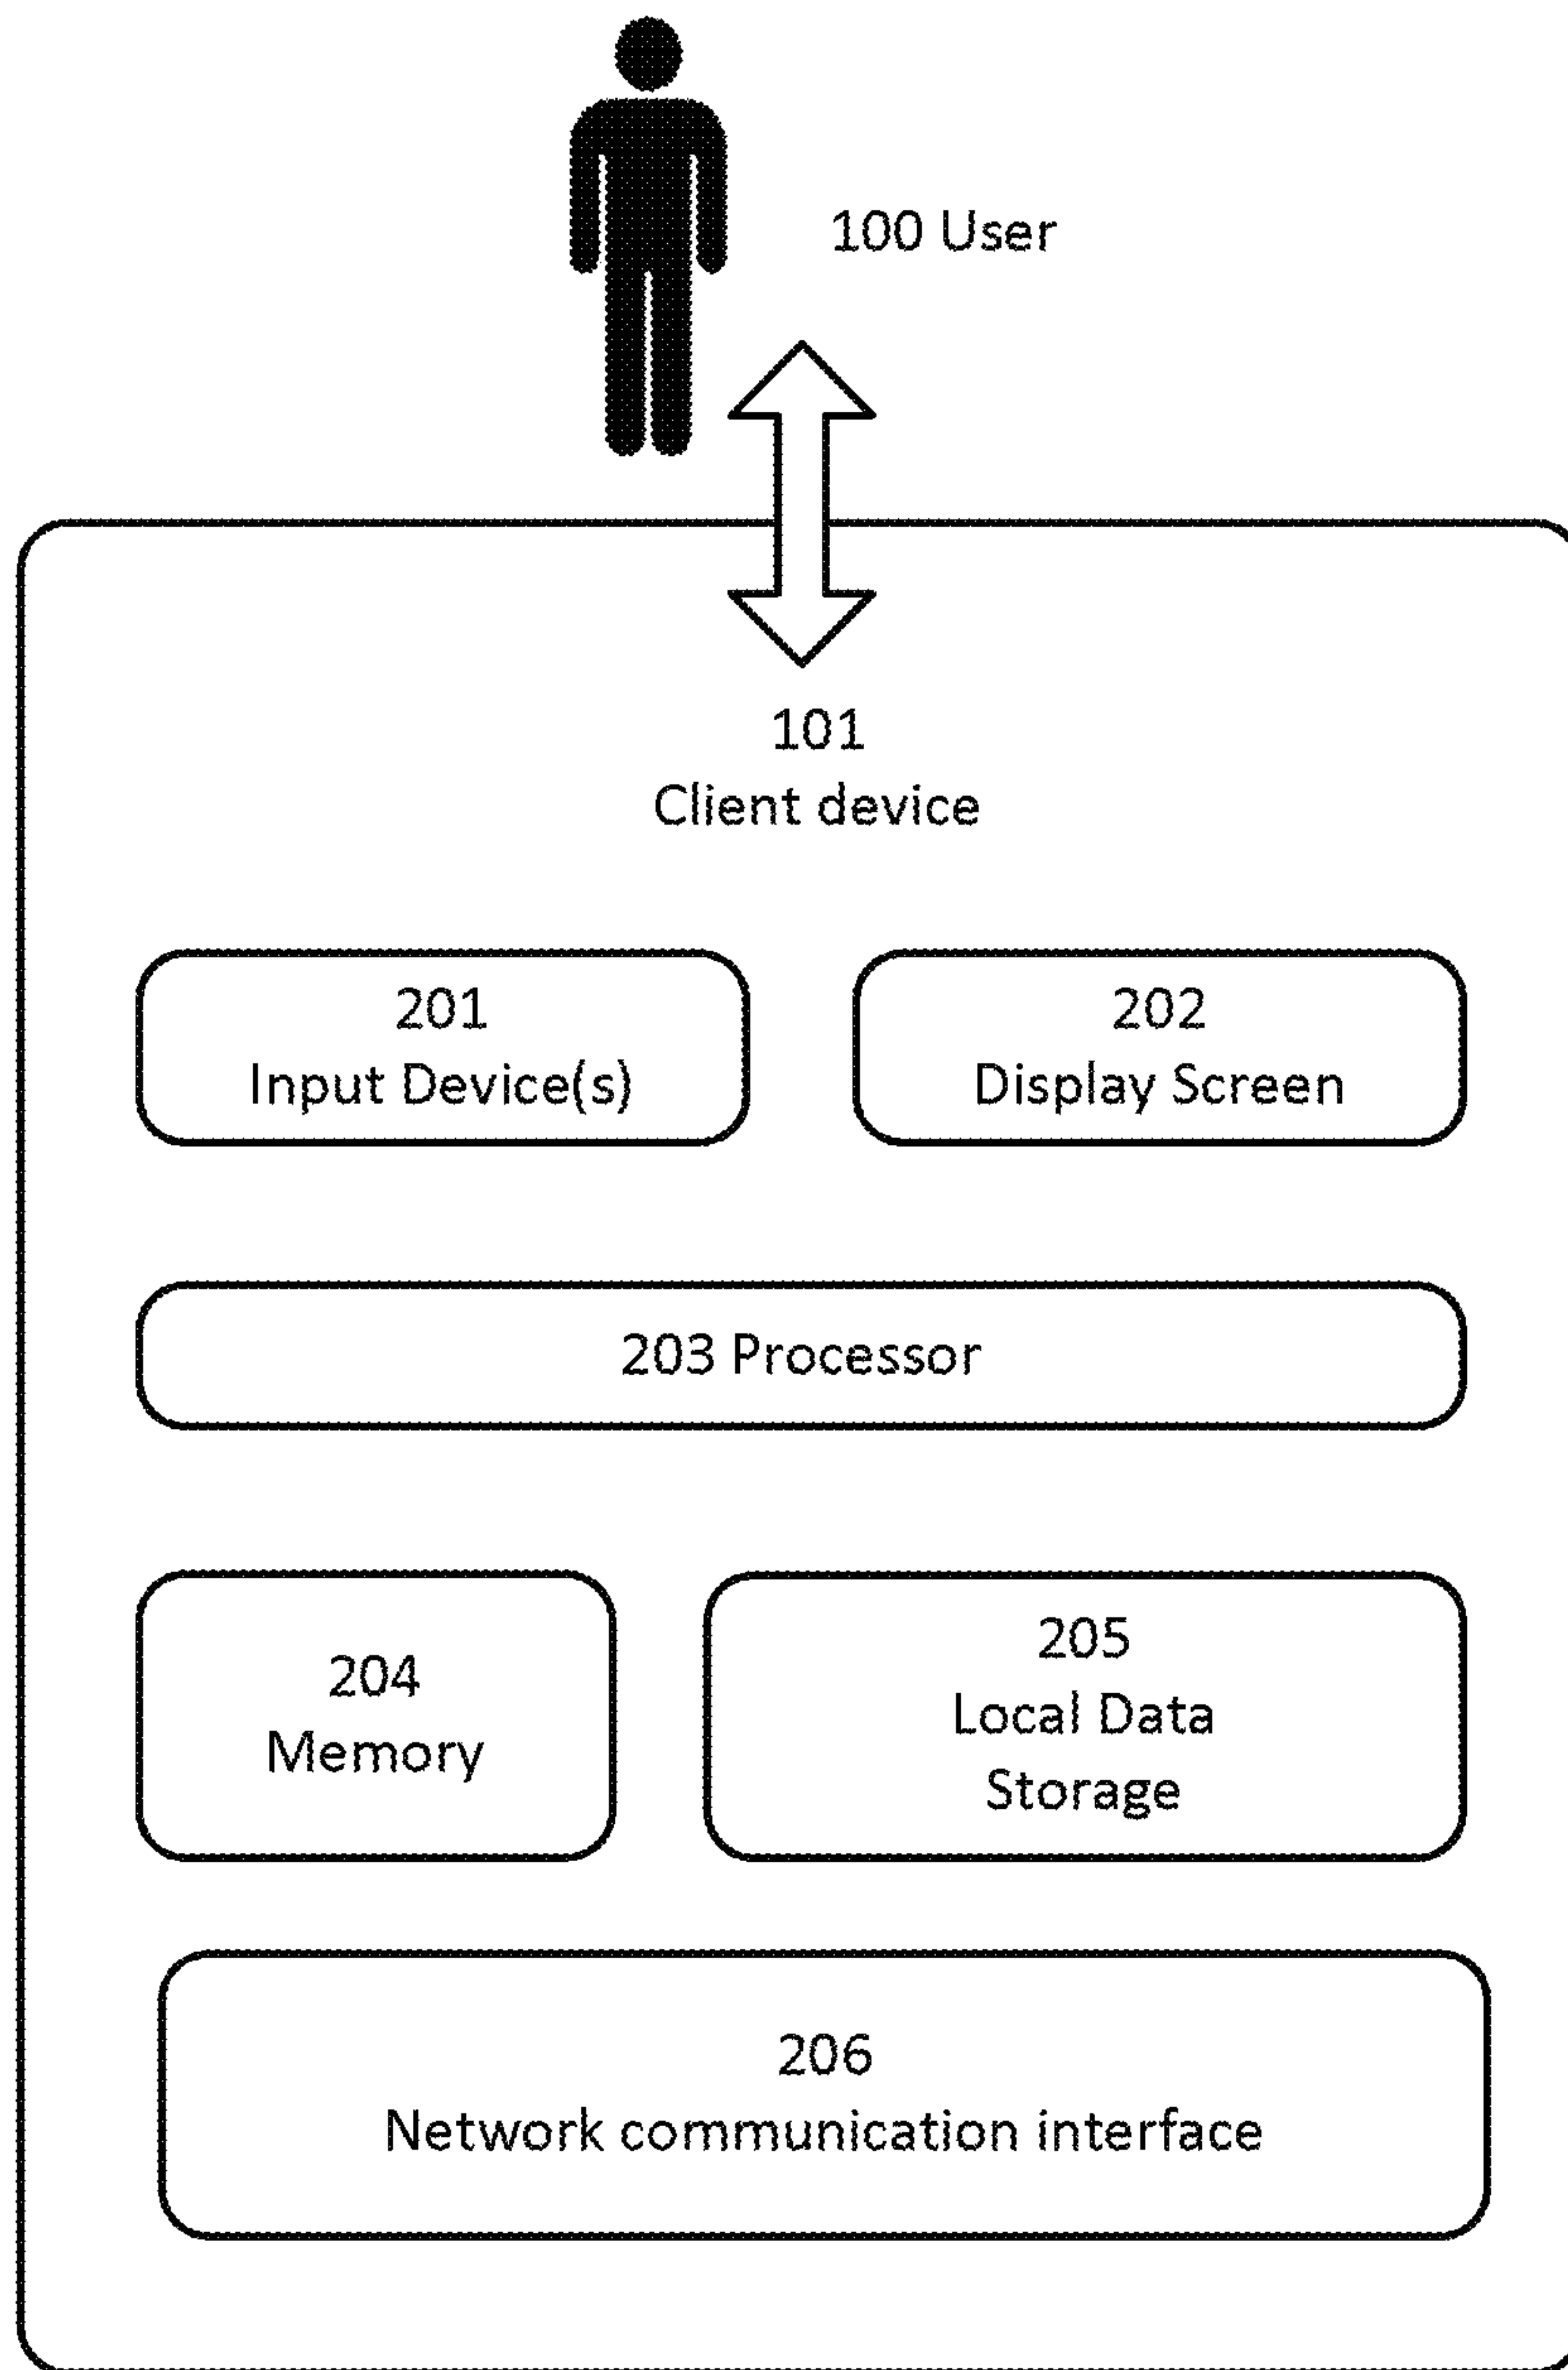 100 User
101
Client device
201
Input Device(s)
202
Display Screen
203 Processor
204
Memory
205
Local Data
Storage
206
Network communication interface